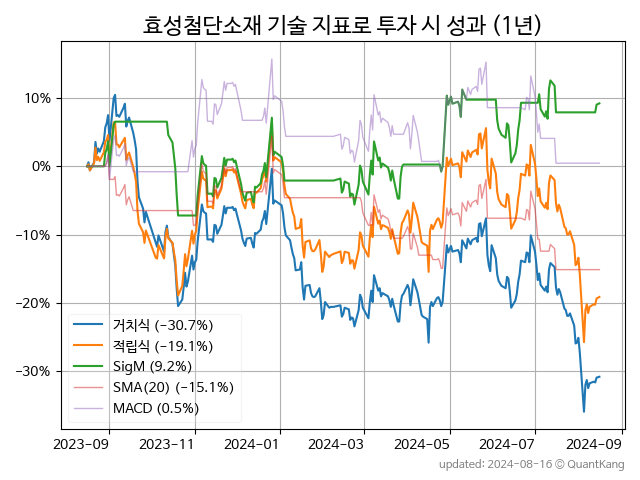 효성첨단소재 기술 지표로 투자 시 성과 (1년)
10%
0%
−10%
−20%
−30%
거치식 (−30.7%)
적립식 (−19.1%)
SigM (9.2%)
SMA(20) (−15.1%)
MACD (0.5%)
2023-09 2023-11 2024-01 2024-03 2024-05 2024-07 2024-09
updated: 2024-08-16 © QuantKang